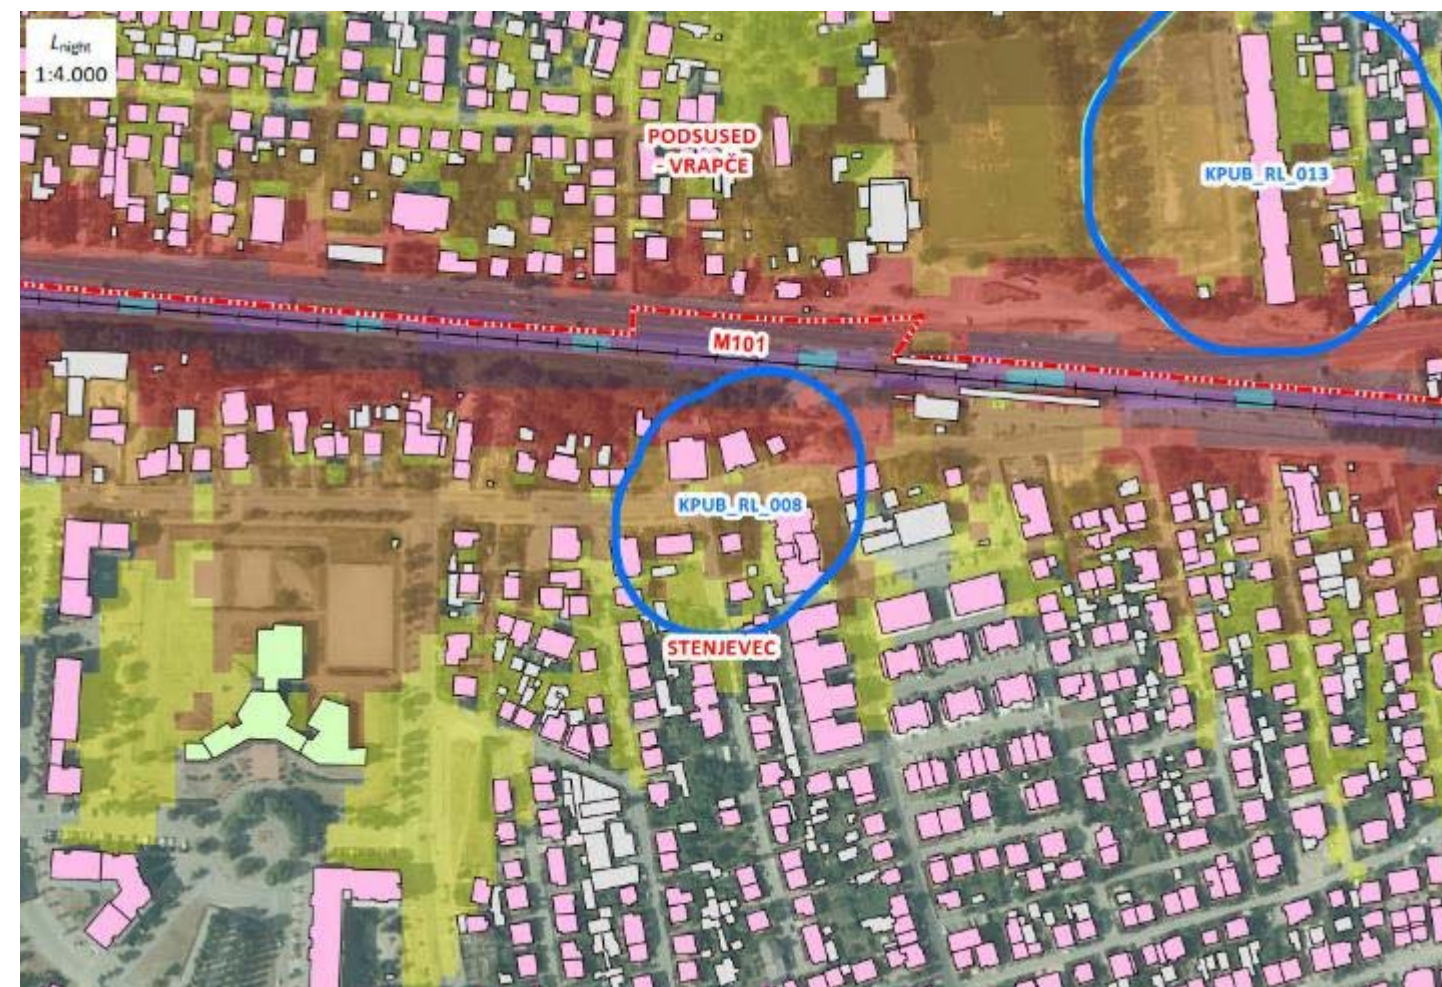 Lnight
1:4.000
PODSUSED
- VRAPČE
KPUB_RL_013
M101
KPUB_RL_008
STENJEVEC